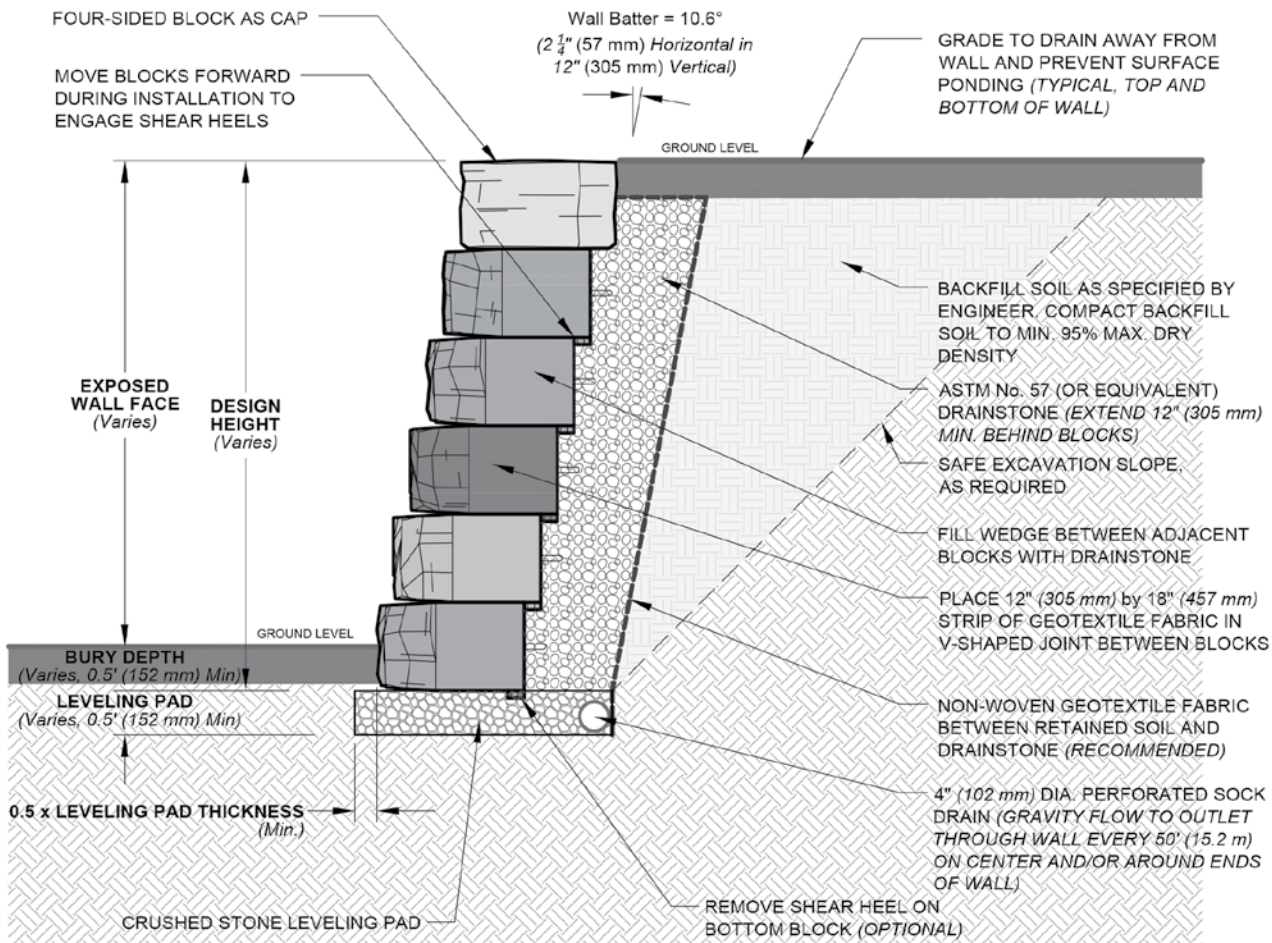 FOUR-SIDED BLOCK AS CAP
MOVE BLOCKS FORWARD
DURING INSTALLATION TO
ENGAGE SHEAR HEELS
Wall Batter = 10.6°
(2 1/4" (57 mm) Horizontal in
12" (305 mm) Vertical)
GRADE TO DRAIN AWAY FROM
WALL AND PREVENT SURFACE
PONDING (TYPICAL, TOP AND
BOTTOM OF WALL)
GROUND LEVEL
EXPOSED
WALL FACE
(Varies)
DESIGN
HEIGHT
(Varies)
BACKFILL SOIL AS SPECIFIED BY
ENGINEER. COMPACT BACKFILL
SOIL TO MIN. 95% MAX. DRY
DENSITY
ASTM No. 57 (OR EQUIVALENT)
DRAINSTONE (EXTEND 12" (305 mm)
MIN. BEHIND BLOCKS)
SAFE EXCAVATION SLOPE,
AS REQUIRED
FILL WEDGE BETWEEN ADJACENT
BLOCKS WITH DRAINSTONE
PLACE 12" (305 mm) by 18" (457 mm)
STRIP OF GEOTEXTILE FABRIC IN
V-SHAPED JOINT BETWEEN BLOCKS
GROUND LEVEL
BURY DEPTH
(Varies, 0.5' (152 mm) Min)
LEVELING PAD
(Varies, 0.5' (152 mm) Min)
NON-WOVEN GEOTEXTILE FABRIC
BETWEEN RETAINED SOIL AND
DRAINSTONE (RECOMMENDED)
0.5 x LEVELING PAD THICKNESS
(Min.)
4" (102 mm) DIA. PERFORATED SOCK
DRAIN (GRAVITY FLOW TO OUTLET
THROUGH WALL EVERY 50' (15.2 m)
ON CENTER AND/OR AROUND ENDS
OF WALL)
CRUSHED STONE LEVELING PAD
REMOVE SHEAR HEEL ON
BOTTOM BLOCK (OPTIONAL)